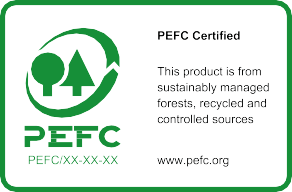 PEFC
PEFC/XX-XX-XX
PEFC Certified
This product is from
sustainably managed
forests, recycled and
controlled sources
www.pefc.org